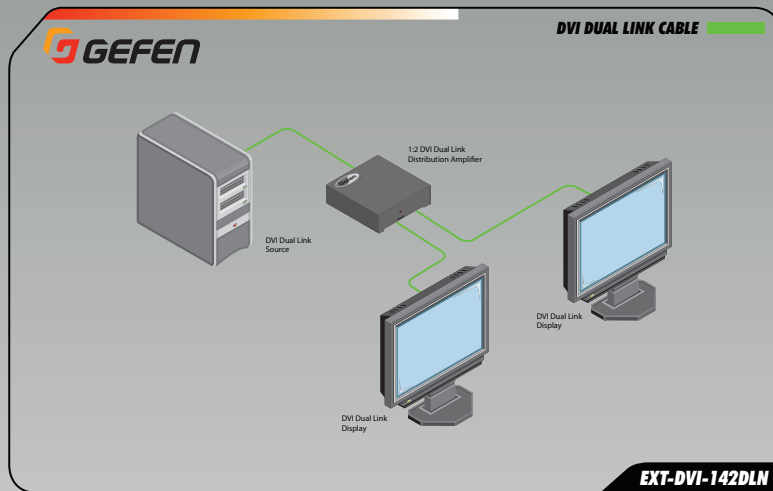 DVI DUAL LINK CABLE
GEFEN
1:2 DVI Dual Link
Distribution Amplifier
DVI Dual Link
Source
DVI Dual Link
Display
DVI Dual Link
Display
EXT-DVI-142DLN